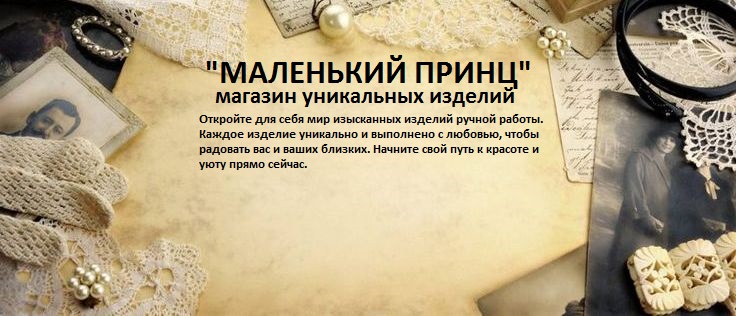 "МАЛЕНЬКИЙ ПРИНЦ"
магазин уникальных изделий
Откройте для себя мир изысканных изделий ручной работы.
Каждое изделие уникально и выполнено с любовью, чтобы
радовать вас и ваших близких. Начните свой путь к красоте и
уюту прямо сейчас.